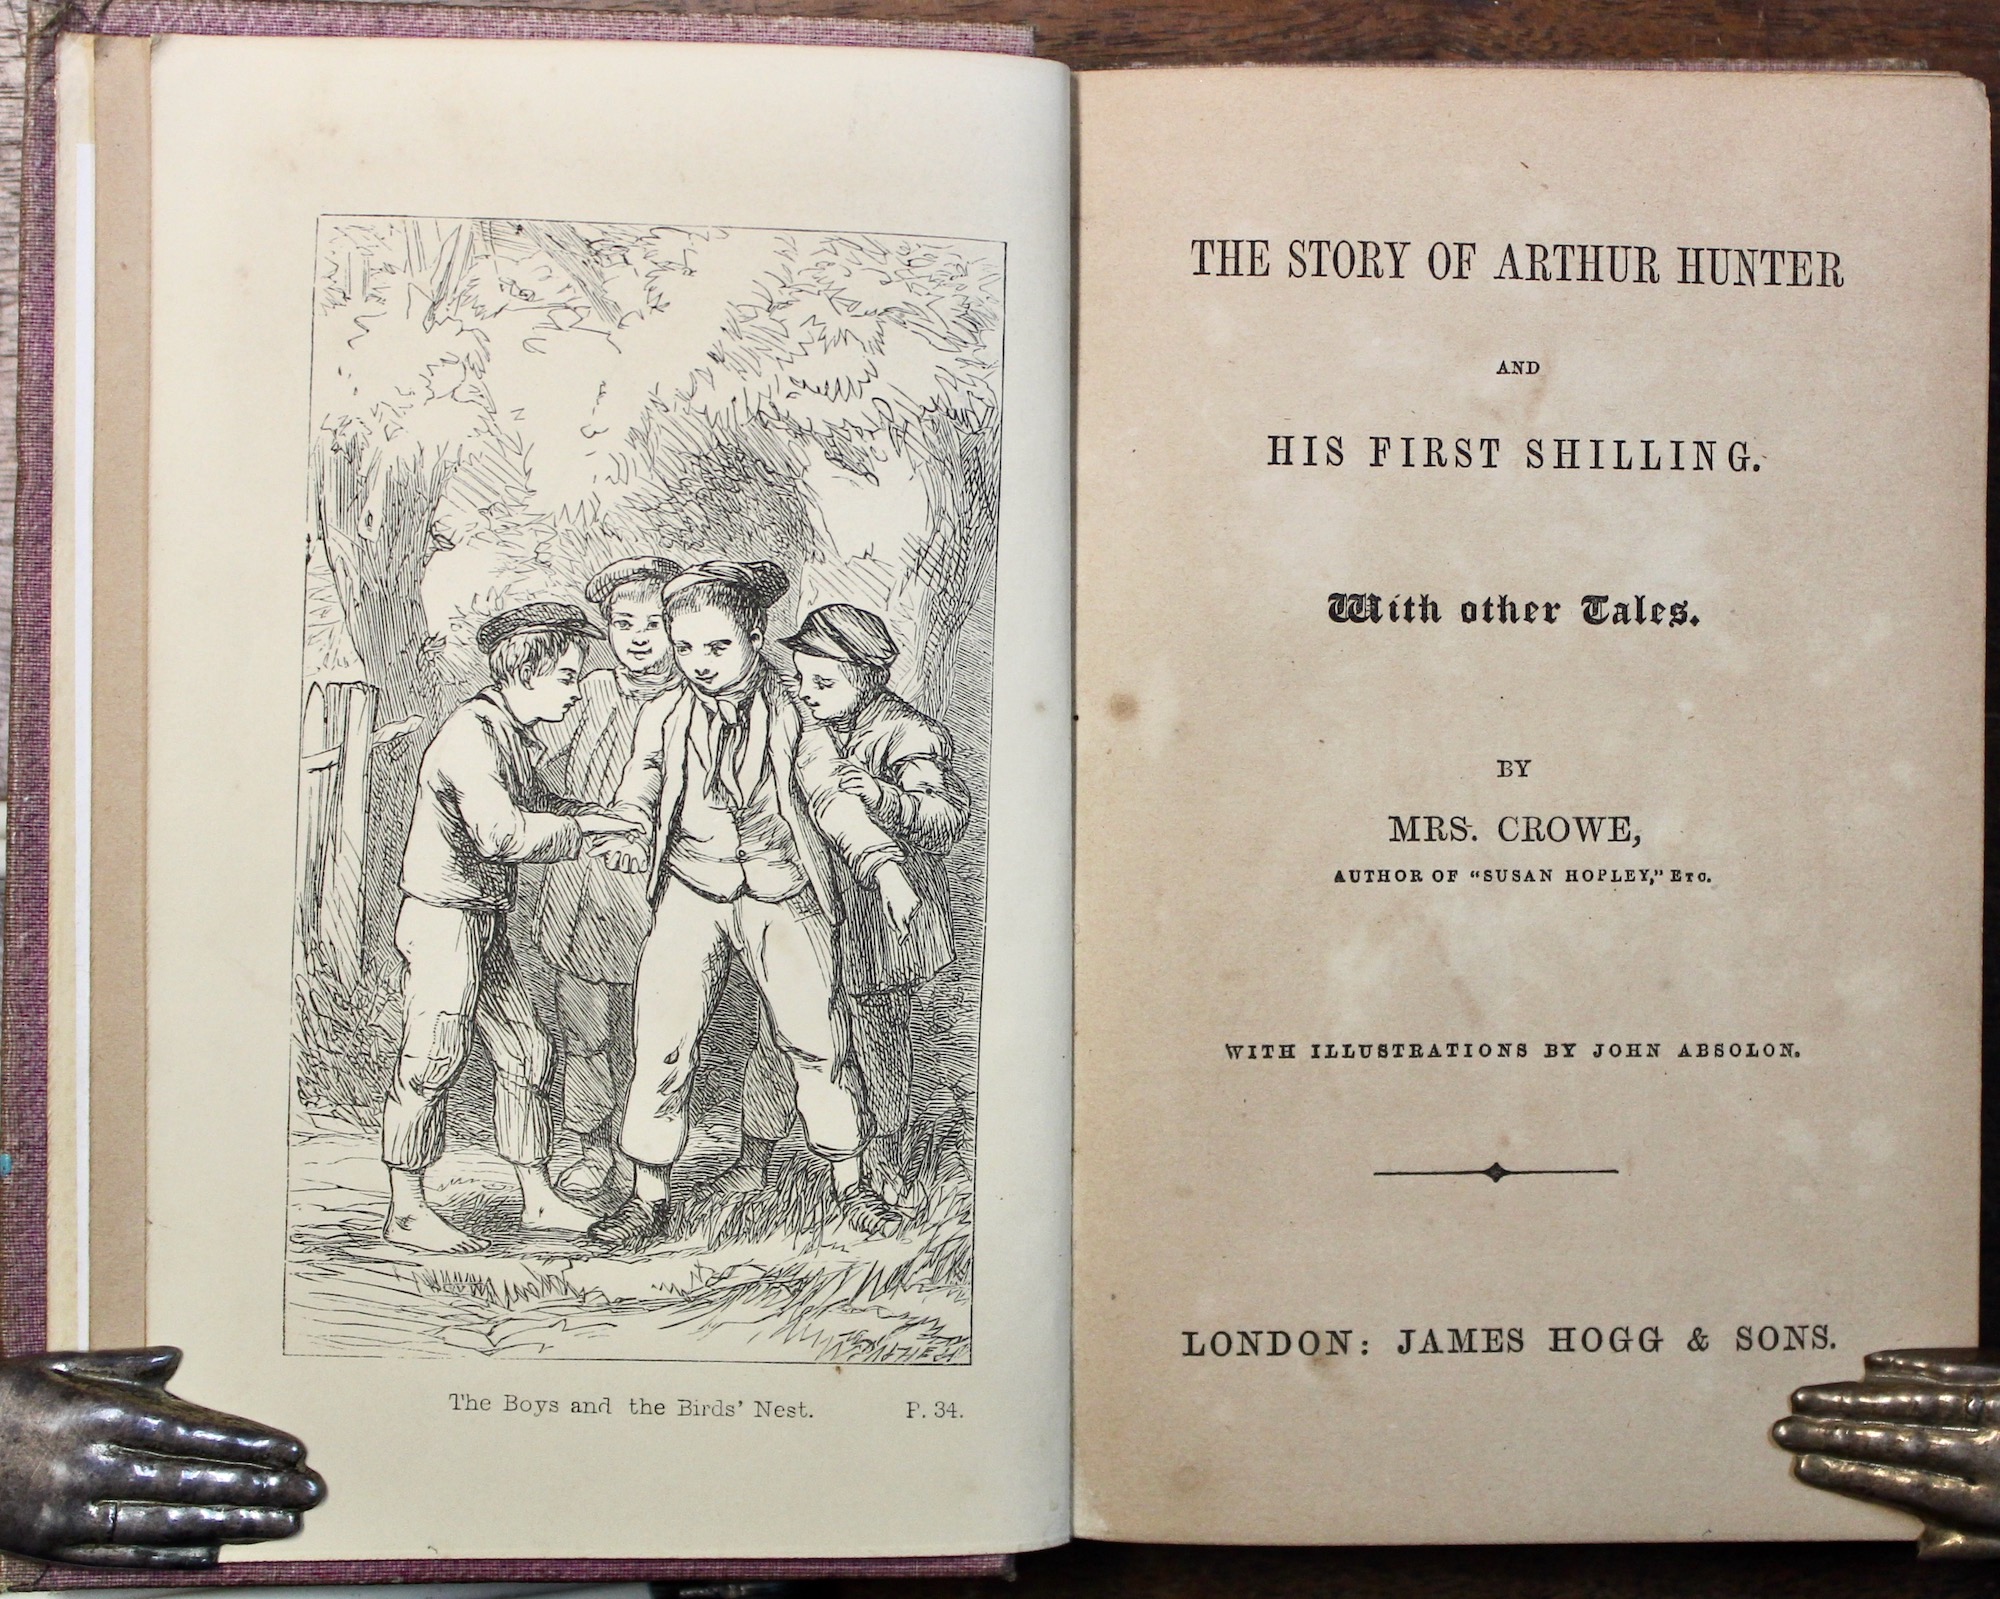 The Boys and the Birds' Nest. P. 34.
THE STORY OF ARTHUR HUNTER
AND
HIS FIRST SHILLING.
With other Tales.
BY
MRS. CROWE,
AUTHOR OF "SUSAN HOPLEY," ETC.
WITH ILLUSTRATIONS BY JOHN ABSOLON.
LONDON: JAMES HOGG & SONS.